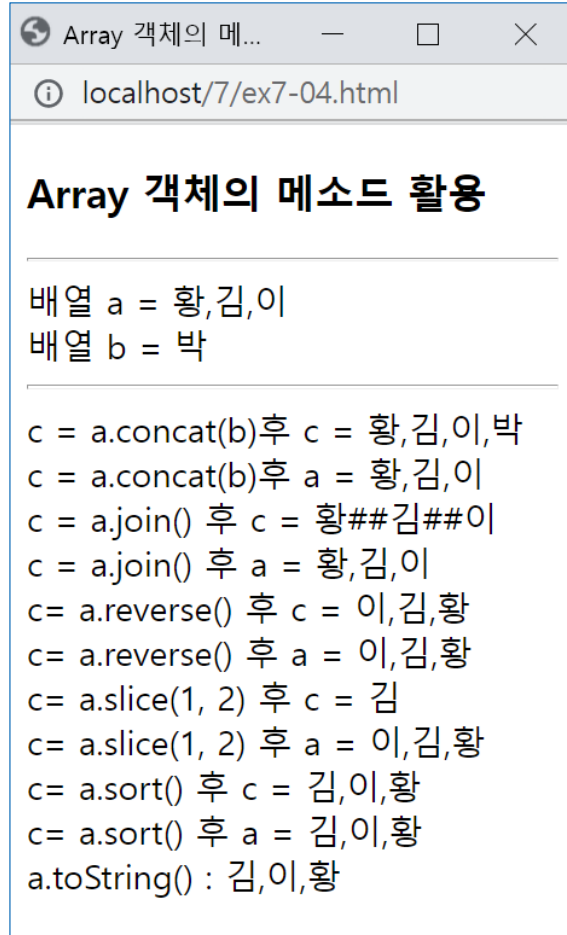 Array 객체의 메...
localhost/7/ex7-04.html
Array 객체의 메소드 활용
배열 a = 황,김,이
배열 b = 박
c = a.concat(b)후 c = 황,김,이,박
c = a.concat(b)후 a = 황,김,이
c = a.join() 후 c = 황##김##이
c = a.join() 후 a = 황,김,이
c= a.reverse() 후 c = 이,김,황
c= a.reverse() 후 a = 이,김,황
c= a.slice(1, 2) 후 c = 김
c= a.slice(1, 2) 후 a = 이,김,황
c= a.sort() 후 c = 김,이,황
c= a.sort() 후 a = 김,이,황
a.toString() : 김,이,황